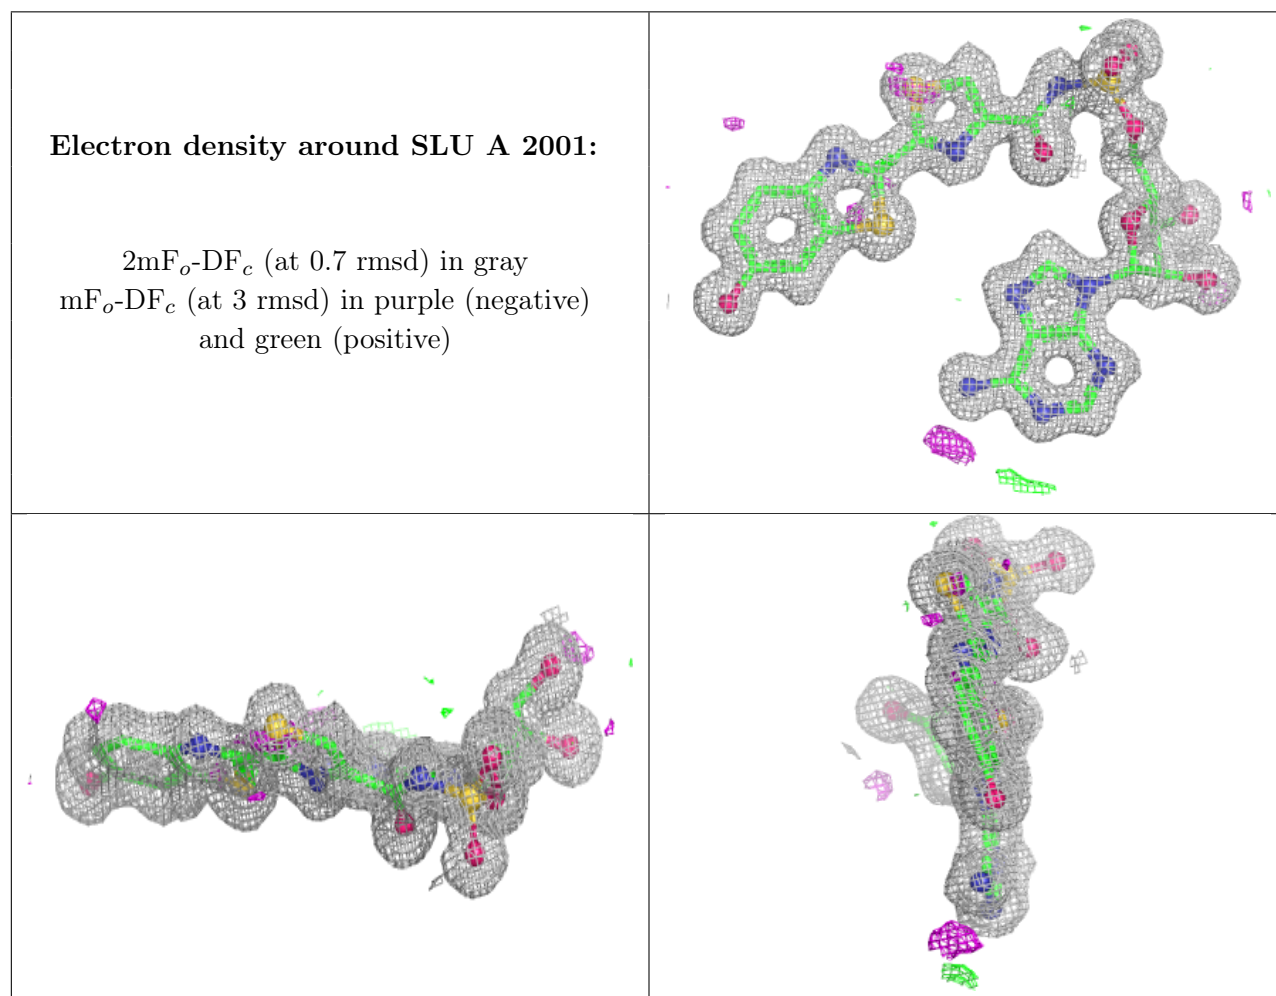 Electron density around SLU A 2001:
2mFo-DFc (at 0.7 rmsd) in gray
mFo-DFc (at 3 rmsd) in purple (negative)
and green (positive)